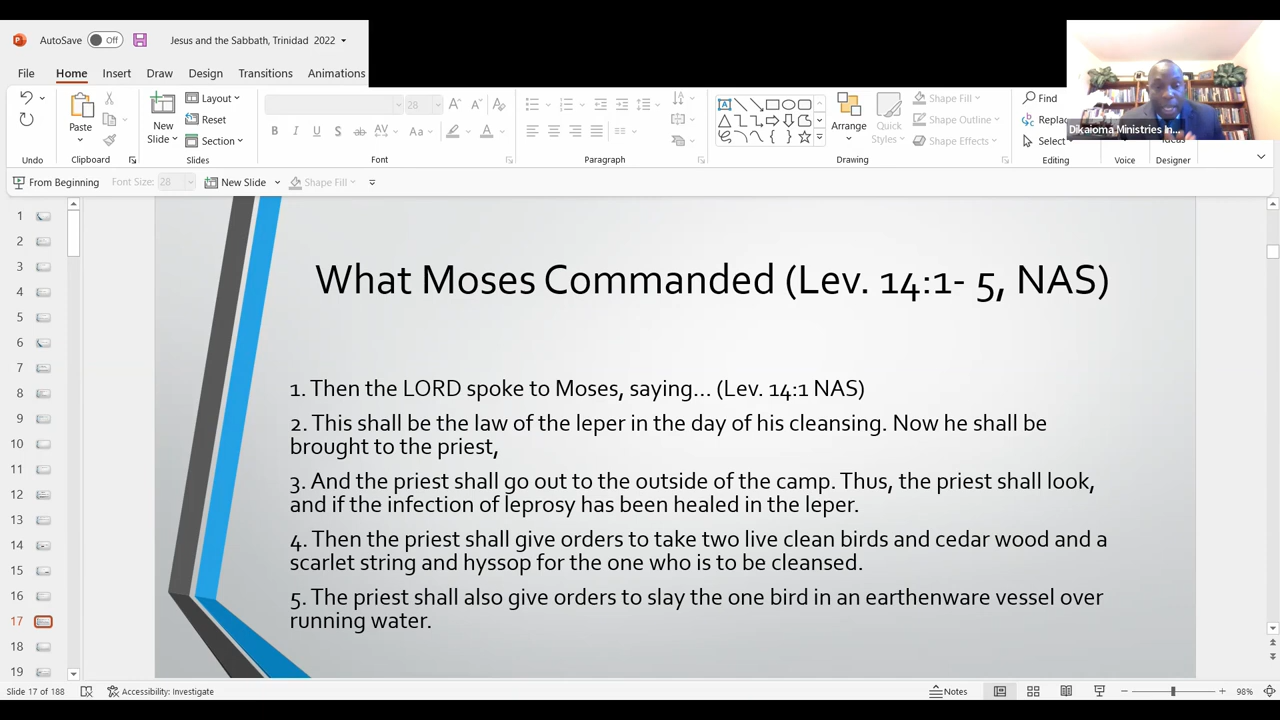 AutoSave Off Jesus and the Sabbath, Trinidad 2022
File Home Insert Draw Design Transitions Animations
Paste
New
Slide
Layout
Reset
Section
28
Arrange
Quick
Styles
Shape Fill
Shape Outline
Shape Effects
Find
Replac
Select
Dikaioma Ministries In...
Undo Clipboard Slides Font Paragraph Drawing Editing Voice Designer
From Beginning Font Size: 28 New Slide Shape Fill
1
2
3
4
5
6
7
8
9
10
11
12
13
14
15
16
17
18
19
What Moses Commanded (Lev. 14:1- 5, NAS)
1. Then the LORD spoke to Moses, saying... (Lev. 14:1 NAS)
2. This shall be the law of the leper in the day of his cleansing. Now he shall be
brought to the priest,
3. And the priest shall go out to the outside of the camp. Thus, the priest shall look,
and if the infection of leprosy has been healed in the leper.
4. Then the priest shall give orders to take two live clean birds and cedar wood and a
scarlet string and hyssop for the one who is to be cleansed.
5. The priest shall also give orders to slay the one bird in an earthenware vessel over
running water.
Slide 17 of 188 Accessibility: Investigate Notes 98%